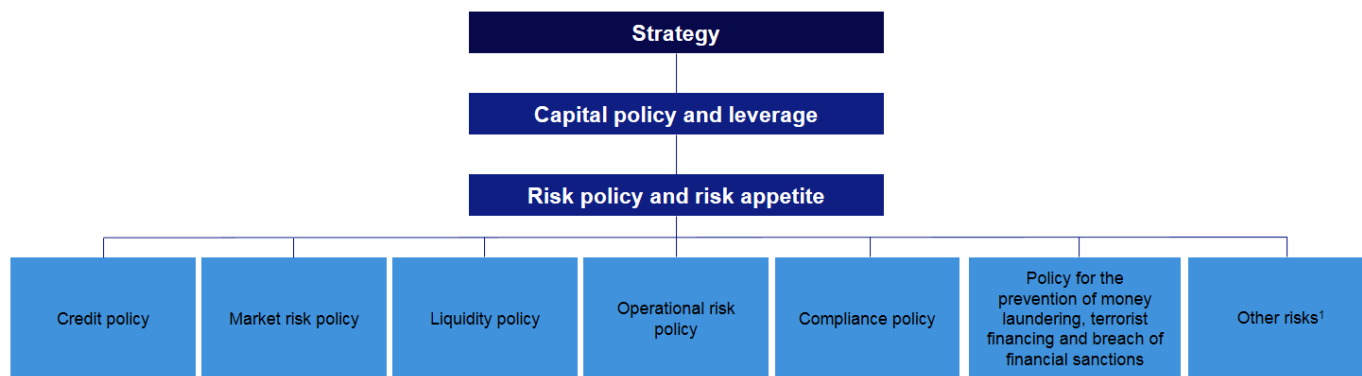 Strategy
Capital policy and leverage
Risk policy and risk appetite
Credit policy
Market risk policy
Liquidity policy
Operational risk
policy
Compliance policy
Policy for the
prevention of money
laundering, terrorist
financing and breach of
financial sanctions
Other risks¹